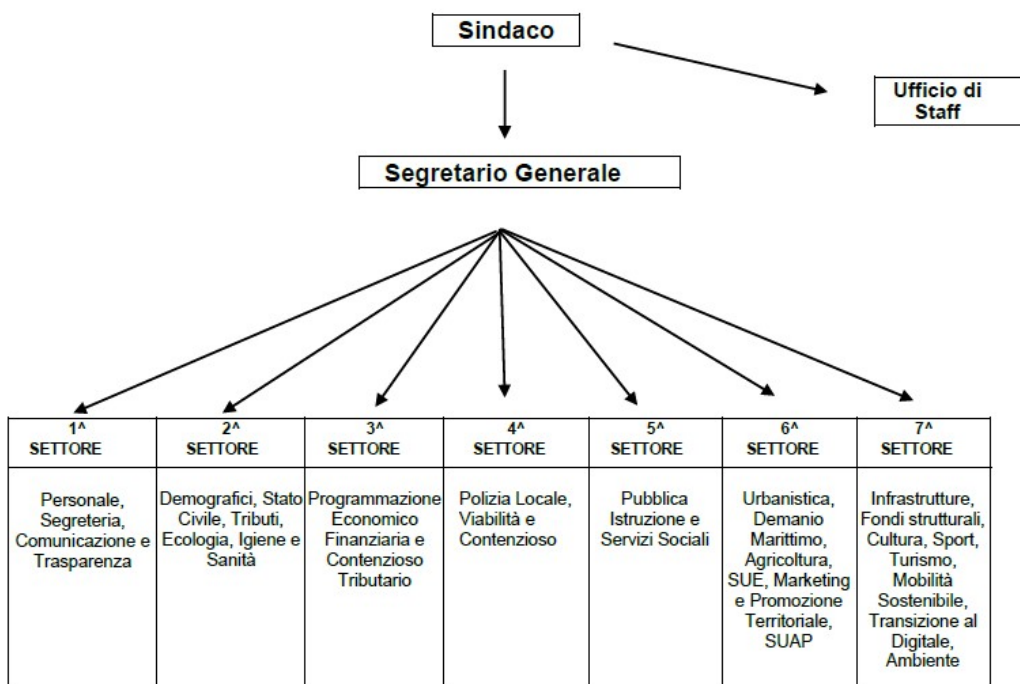 Sindaco
Ufficio di
Staff
Segretario Generale
1^
SETTORE
2^
SETTORE
3^
SETTORE
4^
SETTORE
5^
SETTORE
6^
SETTORE
7^
SETTORE
Personale,
Segreteria,
Comunicazione e
Trasparenza
Demografici, Stato
Civile, Tributi,
Ecologia, Igiene e
Sanità
Programmazione
Economico
Finanziaria e
Contenzioso
Tributario
Polizia Locale,
Viabilità e
Contenzioso
Pubblica
Istruzione e
Servizi Sociali
Urbanistica,
Demanio
Marittimo,
Agricoltura,
SUE, Marketing
e Promozione
Territoriale,
SUAP
Infrastrutture,
Fondi strutturali,
Cultura, Sport,
Turismo,
Mobilità
Sostenibile,
Transizione al
Digitale,
Ambiente